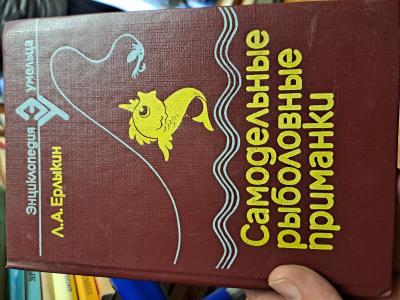 Энциклопедия
умельца
Л.А.Ерлыкин
Самодельные
рыболовные
приманки